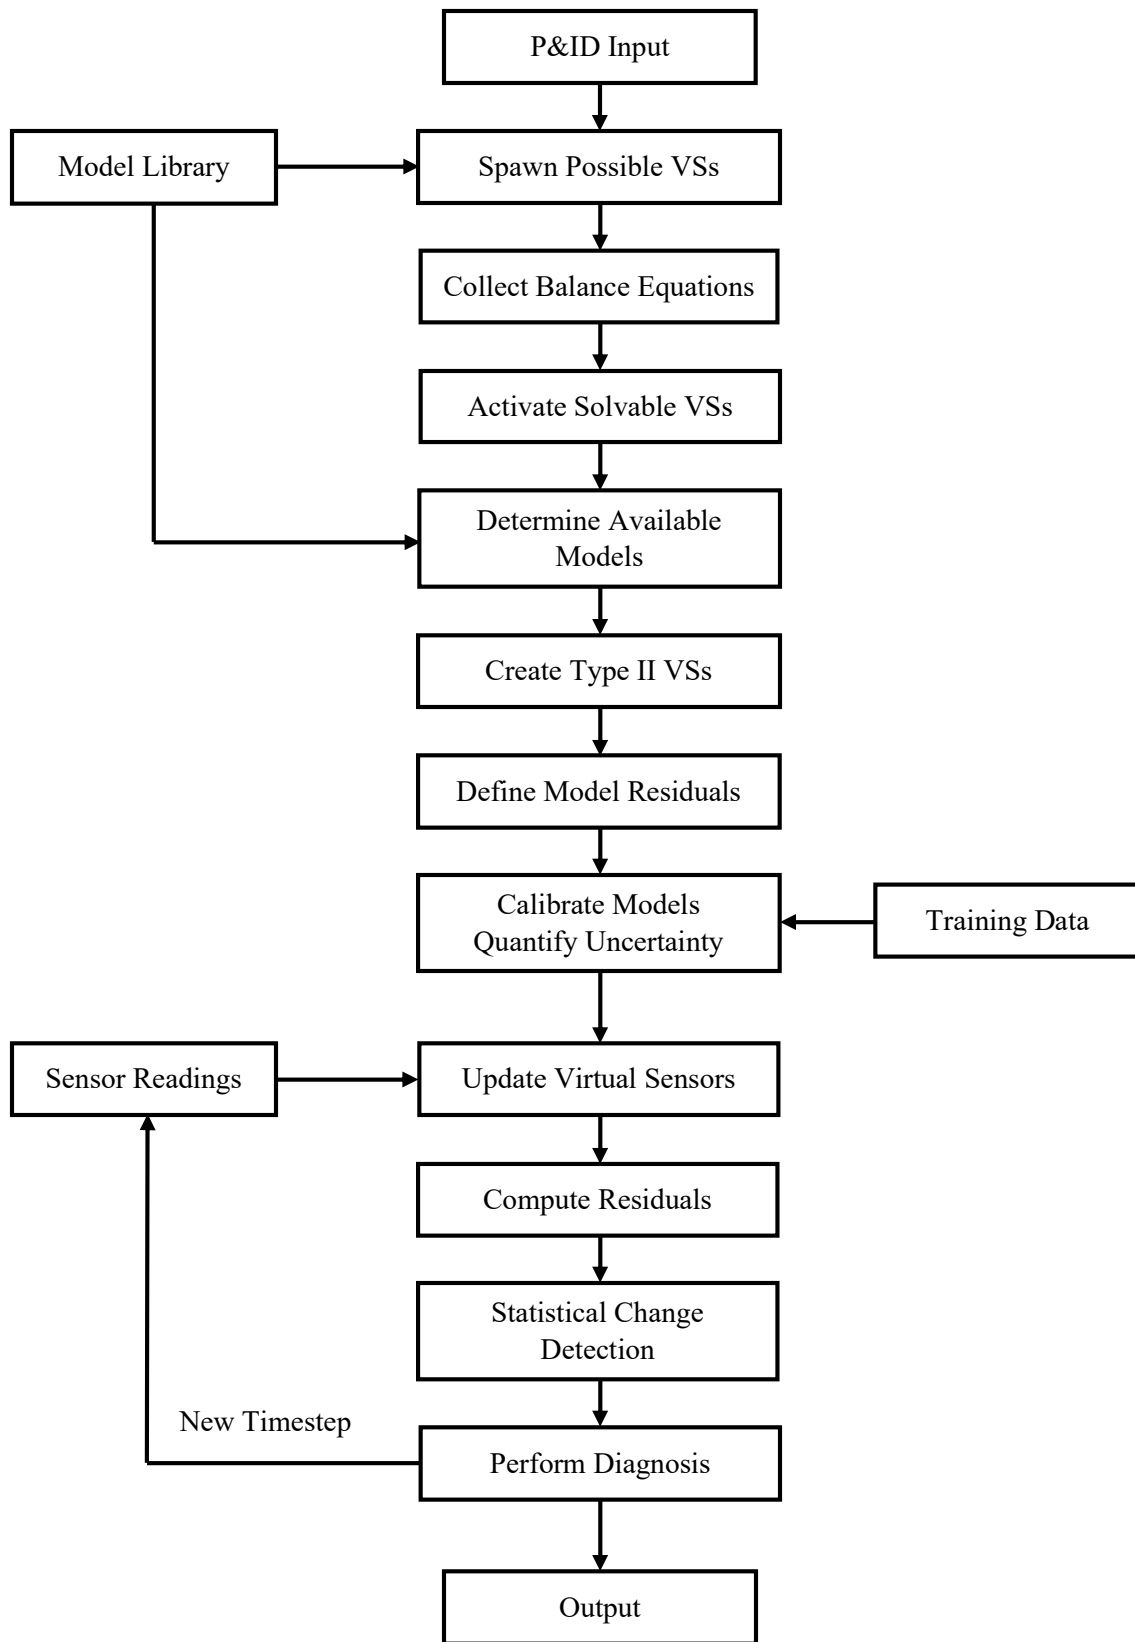 P&ID Input
Model Library
Spawn Possible VSs
Collect Balance Equations
Activate Solvable VSs
Determine Available
Models
Create Type II VSs
Define Model Residuals
Calibrate Models
Quantify Uncertainty
Training Data
Sensor Readings
Update Virtual Sensors
Compute Residuals
Statistical Change
Detection
New Timestep
Perform Diagnosis
Output